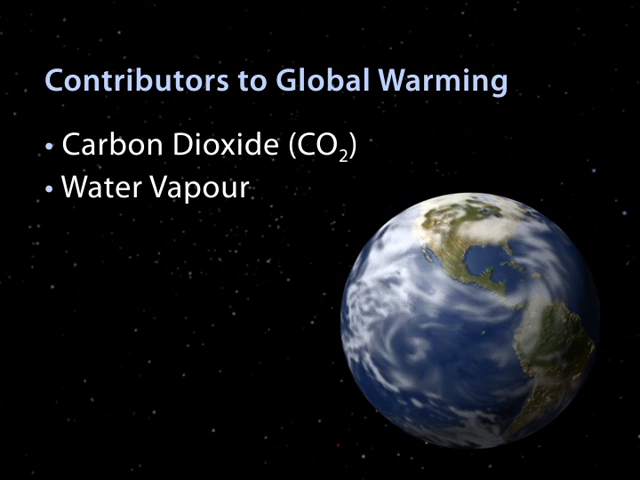 Contributors to Global Warming
• Carbon Dioxide (CO₂)
• Water Vapour